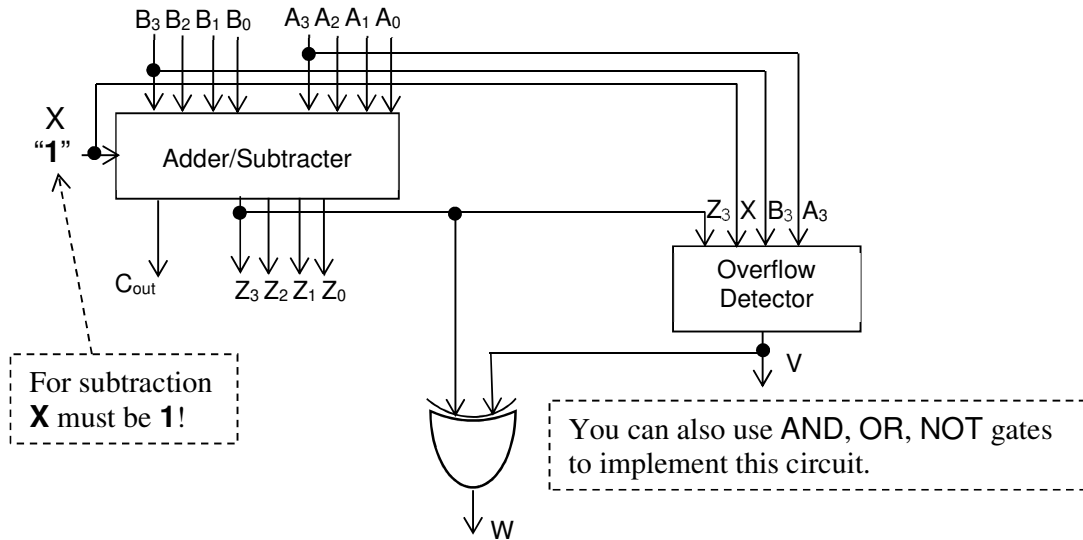 B₃ B₂ B₁ B₀ A₃ A₂ A₁ A₀
X
“1”
Adder/Subtracter
Z₃ X B₃ A₃
Overflow
Detector
Cout
Z₃ Z₂ Z₁ Z₀
V
For subtraction
X must be 1!
You can also use AND, OR, NOT gates
to implement this circuit.
W